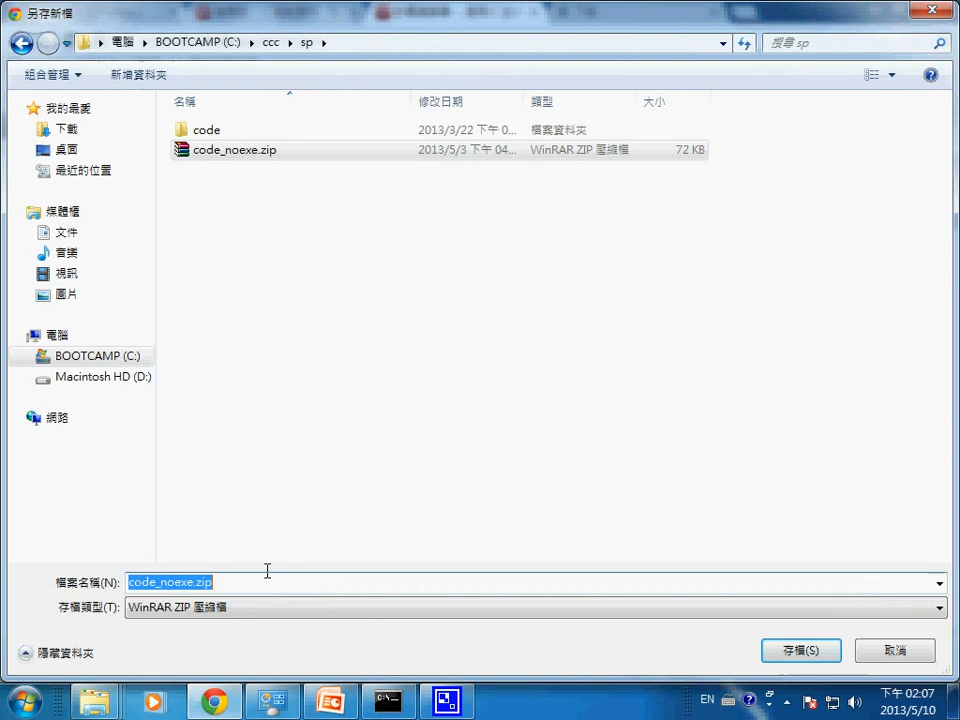 另存新檔
電腦 ▸ BOOTCAMP (C:) ▸ ccc ▸ sp ▸
搜尋 sp
組合管理 ▼ 新增資料夾
名稱 修改日期 類型 大小
我的最愛
下載
桌面
最近的位置
媒體櫃
文件
音樂
視訊
圖片
電腦
BOOTCAMP (C:)
Macintosh HD (D:)
網路
code 2013/3/22 下午 0... 檔案資料夾
code_noexe.zip 2013/5/3 下午 04... WinRAR ZIP 壓縮檔 72 KB
檔案名稱(N): code_noexe.zip
存檔類型(T): WinRAR ZIP 壓縮檔
隱藏資料夾
存檔(S) 取消
EN
下午 02:07
2013/5/10